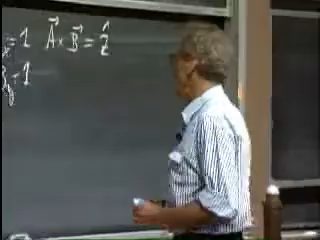 =1 A⃗ × B⃗ = ẑ
=1